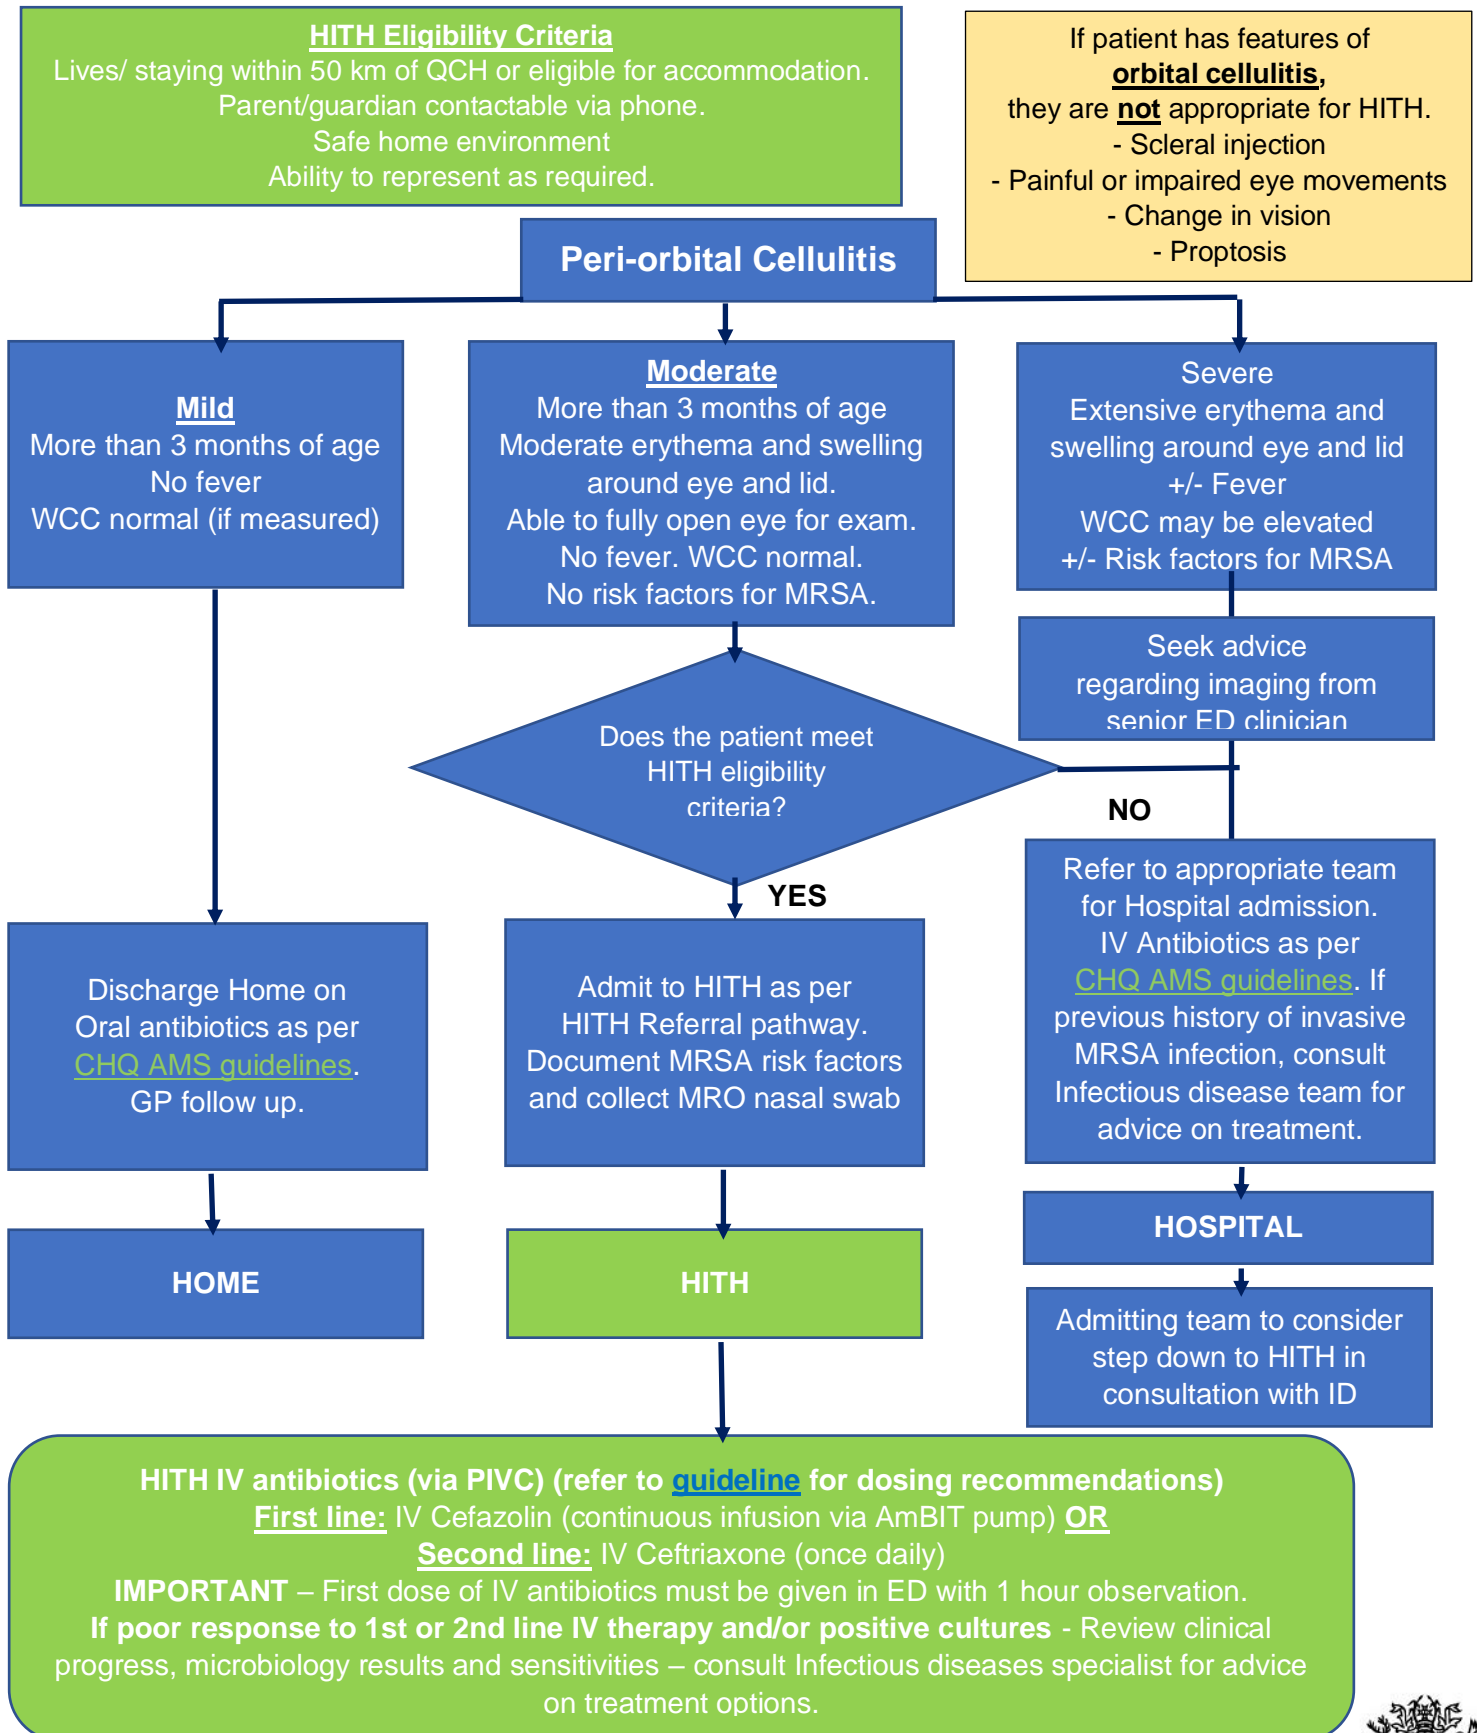 HITH Eligibility Criteria
Lives/ staying within 50 km of QCH or eligible for accommodation.
Parent/guardian contactable via phone.
Safe home environment
Ability to represent as required.
If patient has features of
orbital cellulitis,
they are not appropriate for HITH.
- Scleral injection
- Painful or impaired eye movements
- Change in vision
- Proptosis
Peri-orbital Cellulitis
Mild
More than 3 months of age
No fever
WCC normal (if measured)
Moderate
More than 3 months of age
Moderate erythema and swelling
around eye and lid.
Able to fully open eye for exam.
No fever. WCC normal.
No risk factors for MRSA.
Severe
Extensive erythema and
swelling around eye and lid
+/- Fever
WCC may be elevated
+/- Risk factors for MRSA
Seek advice
regarding imaging from
senior ED clinician
Does the patient meet
HITH eligibility
criteria?
NO
YES
Discharge Home on
Oral antibiotics as per
CHQ AMS guidelines.
GP follow up.
Admit to HITH as per
HITH Referral pathway.
Document MRSA risk factors
and collect MRO nasal swab
Refer to appropriate team
for Hospital admission.
IV Antibiotics as per
CHQ AMS guidelines. If
previous history of invasive
MRSA infection, consult
Infectious disease team for
advice on treatment.
HOME
HITH
HOSPITAL
Admitting team to consider
step down to HITH in
consultation with ID
HITH IV antibiotics (via PIVC) (refer to guideline for dosing recommendations)
First line: IV Cefazolin (continuous infusion via AmBIT pump) OR
Second line: IV Ceftriaxone (once daily)
IMPORTANT – First dose of IV antibiotics must be given in ED with 1 hour observation.
If poor response to 1st or 2nd line IV therapy and/or positive cultures - Review clinical
progress, microbiology results and sensitivities – consult Infectious diseases specialist for advice
on treatment options.